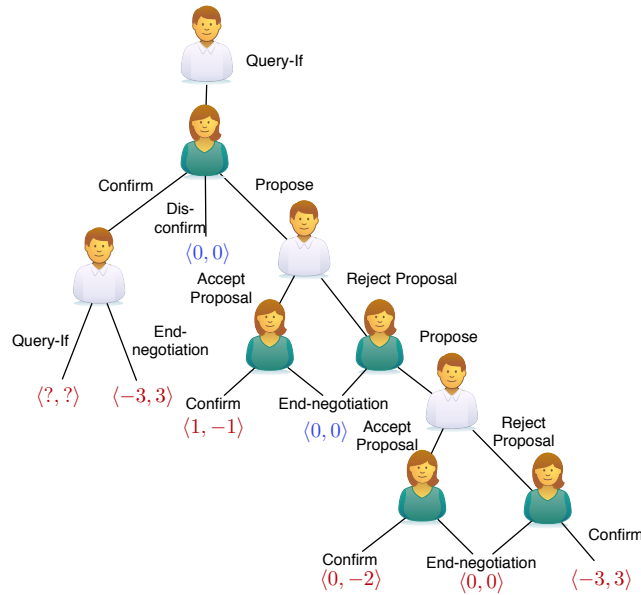 Query-If
Confirm
Propose
Dis-
confirm
⟨0, 0⟩
Accept
Proposal
Reject Proposal
Query-If
End-
negotiation
Propose
⟨?, ?⟩
⟨−3, 3⟩
Confirm
⟨1, −1⟩
End-negotiation
⟨0, 0⟩
Accept
Proposal
Reject
Proposal
Confirm
Confirm
⟨0, −2⟩
End-negotiation
⟨0, 0⟩
⟨−3, 3⟩